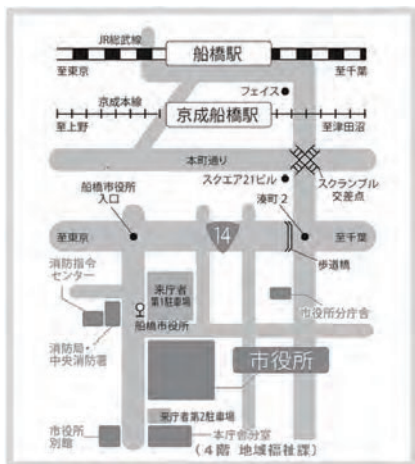 JR総武線
船橋駅
至東京
至千葉
フェイス
京成本線
京成船橋駅
至上野
至津田沼
本町通り
スクエア21ビル
スクランブル
交差点
船橋市役所
入口
湊町2
至東京
14
至千葉
歩道橋
消防指令
センター
来庁者
第1駐車場
市役所分庁舎
船橋市役所
消防局・
中央消防署
市役所
来庁者第2駐車場
市役所
別館
本庁舎分室
(4階 地域福祉課)